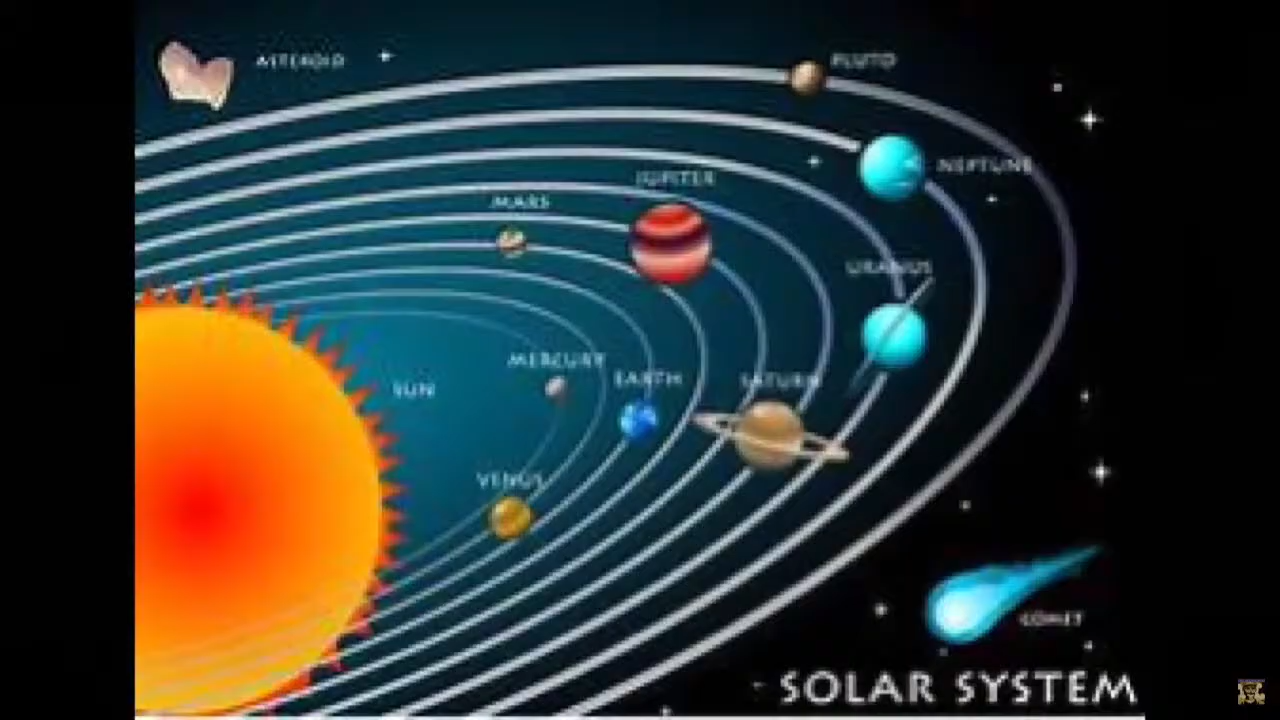 ASTEROID
PLUTO
NEPTUNE
JUPITER
MARS
URANUS
MERCURY
EARTH
SATURN
SUN
VENUS
COMET
SOLAR SYSTEM